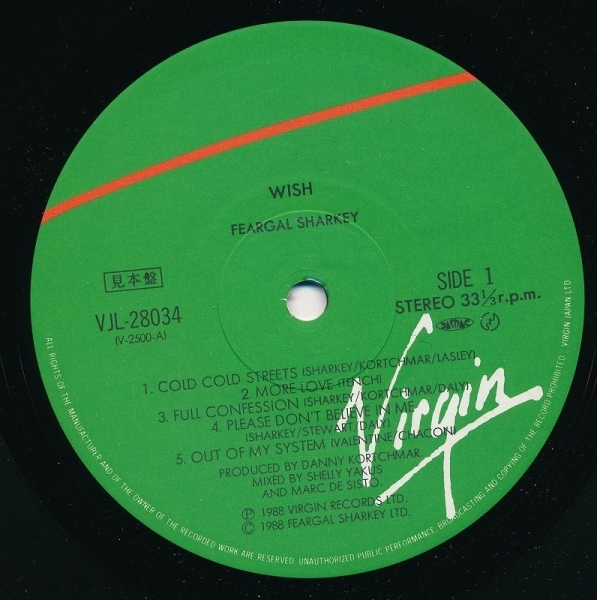 WISH
FEARGAL SHARKEY
見本盤
VJL-28034
(V-2500-A)
SIDE 1
STEREO 33⅓ r.p.m.
JASRAC
1. COLD COLD STREETS (SHARKEY/KORTCHMAR/LASLEY)
2. MORE LOVE (TENCH)
3. FULL CONFESSION (SHARKEY/KORTCHMAR/DALY)
4. PLEASE DON'T BELIEVE IN ME
(SHARKEY/STEWART/DALY)
5. OUT OF MY SYSTEM (VALENTINE/CHACON)
PRODUCED BY DANNY KORTCHMAR.
MIXED BY SHELLY YAKUS
AND MARC DE SISTO.
Ⓟ 1988 VIRGIN RECORDS LTD.
© 1988 FEARGAL SHARKEY LTD.
Virgin
ALL RIGHTS OF THE MANUFACTURER AND OF THE OWNER OF THE RECORDED WORK ARE RESERVED. UNAUTHORIZED PUBLIC PERFORMANCE, BROADCASTING AND COPYING OF THE RECORD PROHIBITED · VIRGIN JAPAN LTD